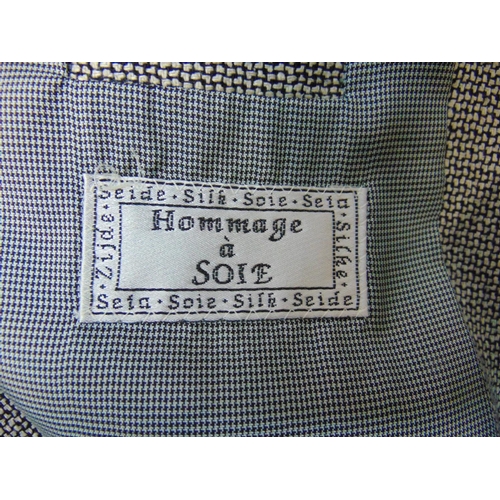 Seide · Silk · Soie · Seta
Hommage
à
SOIE
· Silke ·
Zijde ·
Seta · Soie · Silk · Seide